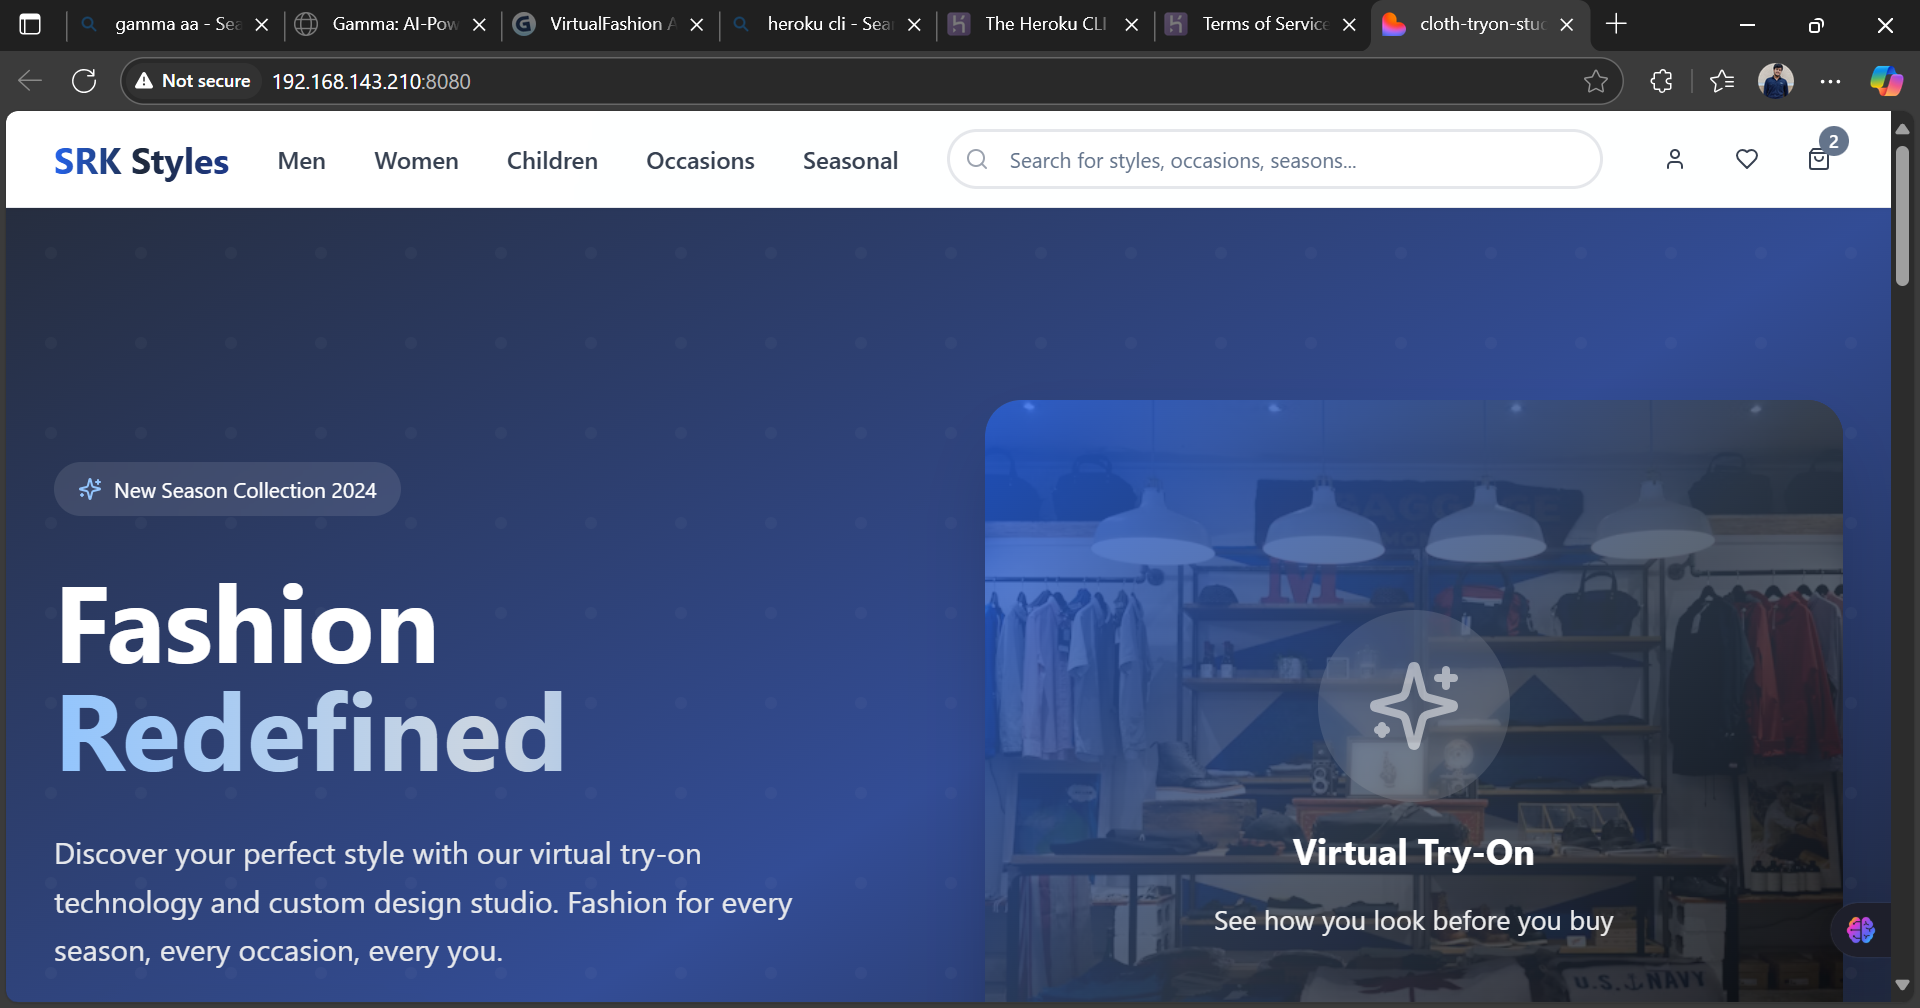 gamma aa - Sea
Gamma: AI-Pow
VirtualFashion A
heroku cli - Sear
The Heroku CLI
Terms of Service
cloth-tryon-stud
Not secure
192.168.143.210:8080
SRK Styles
Men
Women
Children
Occasions
Seasonal
Search for styles, occasions, seasons...
2
New Season Collection 2024
Fashion
Redefined
Discover your perfect style with our virtual try-on
technology and custom design studio. Fashion for every
season, every occasion, every you.
Virtual Try-On
See how you look before you buy
U.S. NAVY